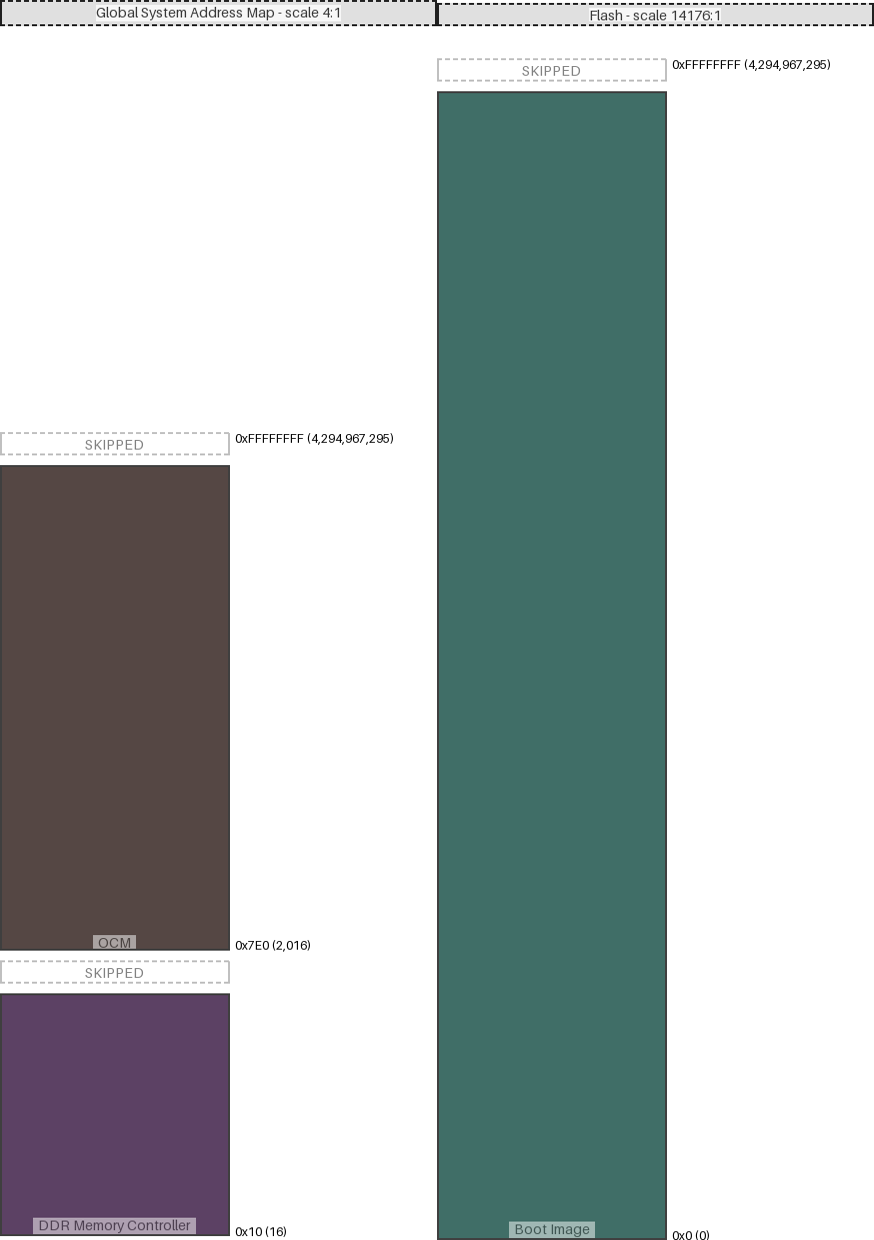 Global System Address Map - scale 4:1
Flash - scale 14176:1
SKIPPED
0xFFFFFFFF (4,294,967,295)
SKIPPED
0xFFFFFFFF (4,294,967,295)
OCM
0x7E0 (2,016)
SKIPPED
DDR Memory Controller
0x10 (16)
Boot Image
0x0 (0)